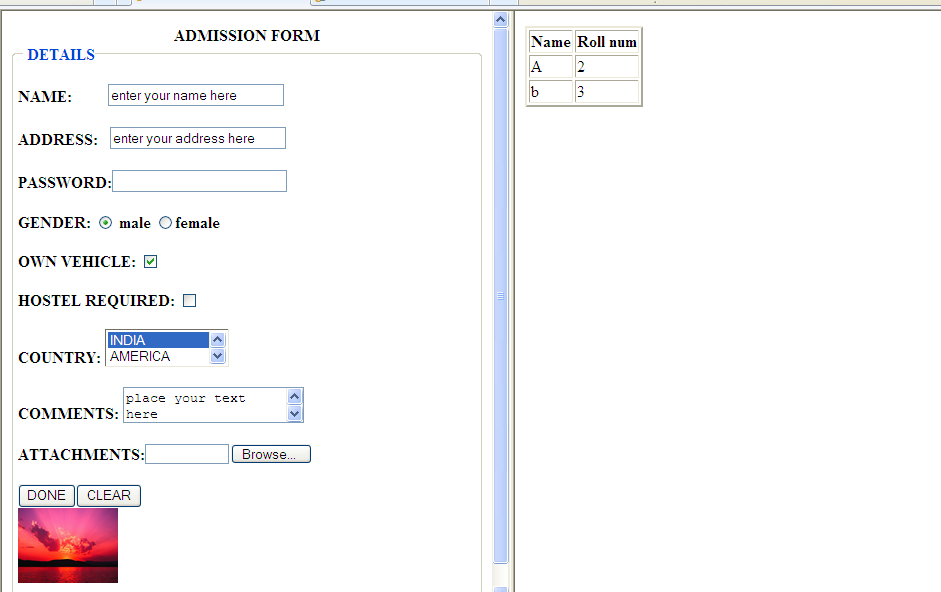 ADMISSION FORM
DETAILS
NAME: enter your name here
ADDRESS: enter your address here
PASSWORD:
GENDER: male female
OWN VEHICLE:
HOSTEL REQUIRED:
COUNTRY: INDIA
AMERICA
COMMENTS: place your text
here
ATTACHMENTS: Browse...
DONE CLEAR
Name Roll num
A 2
b 3